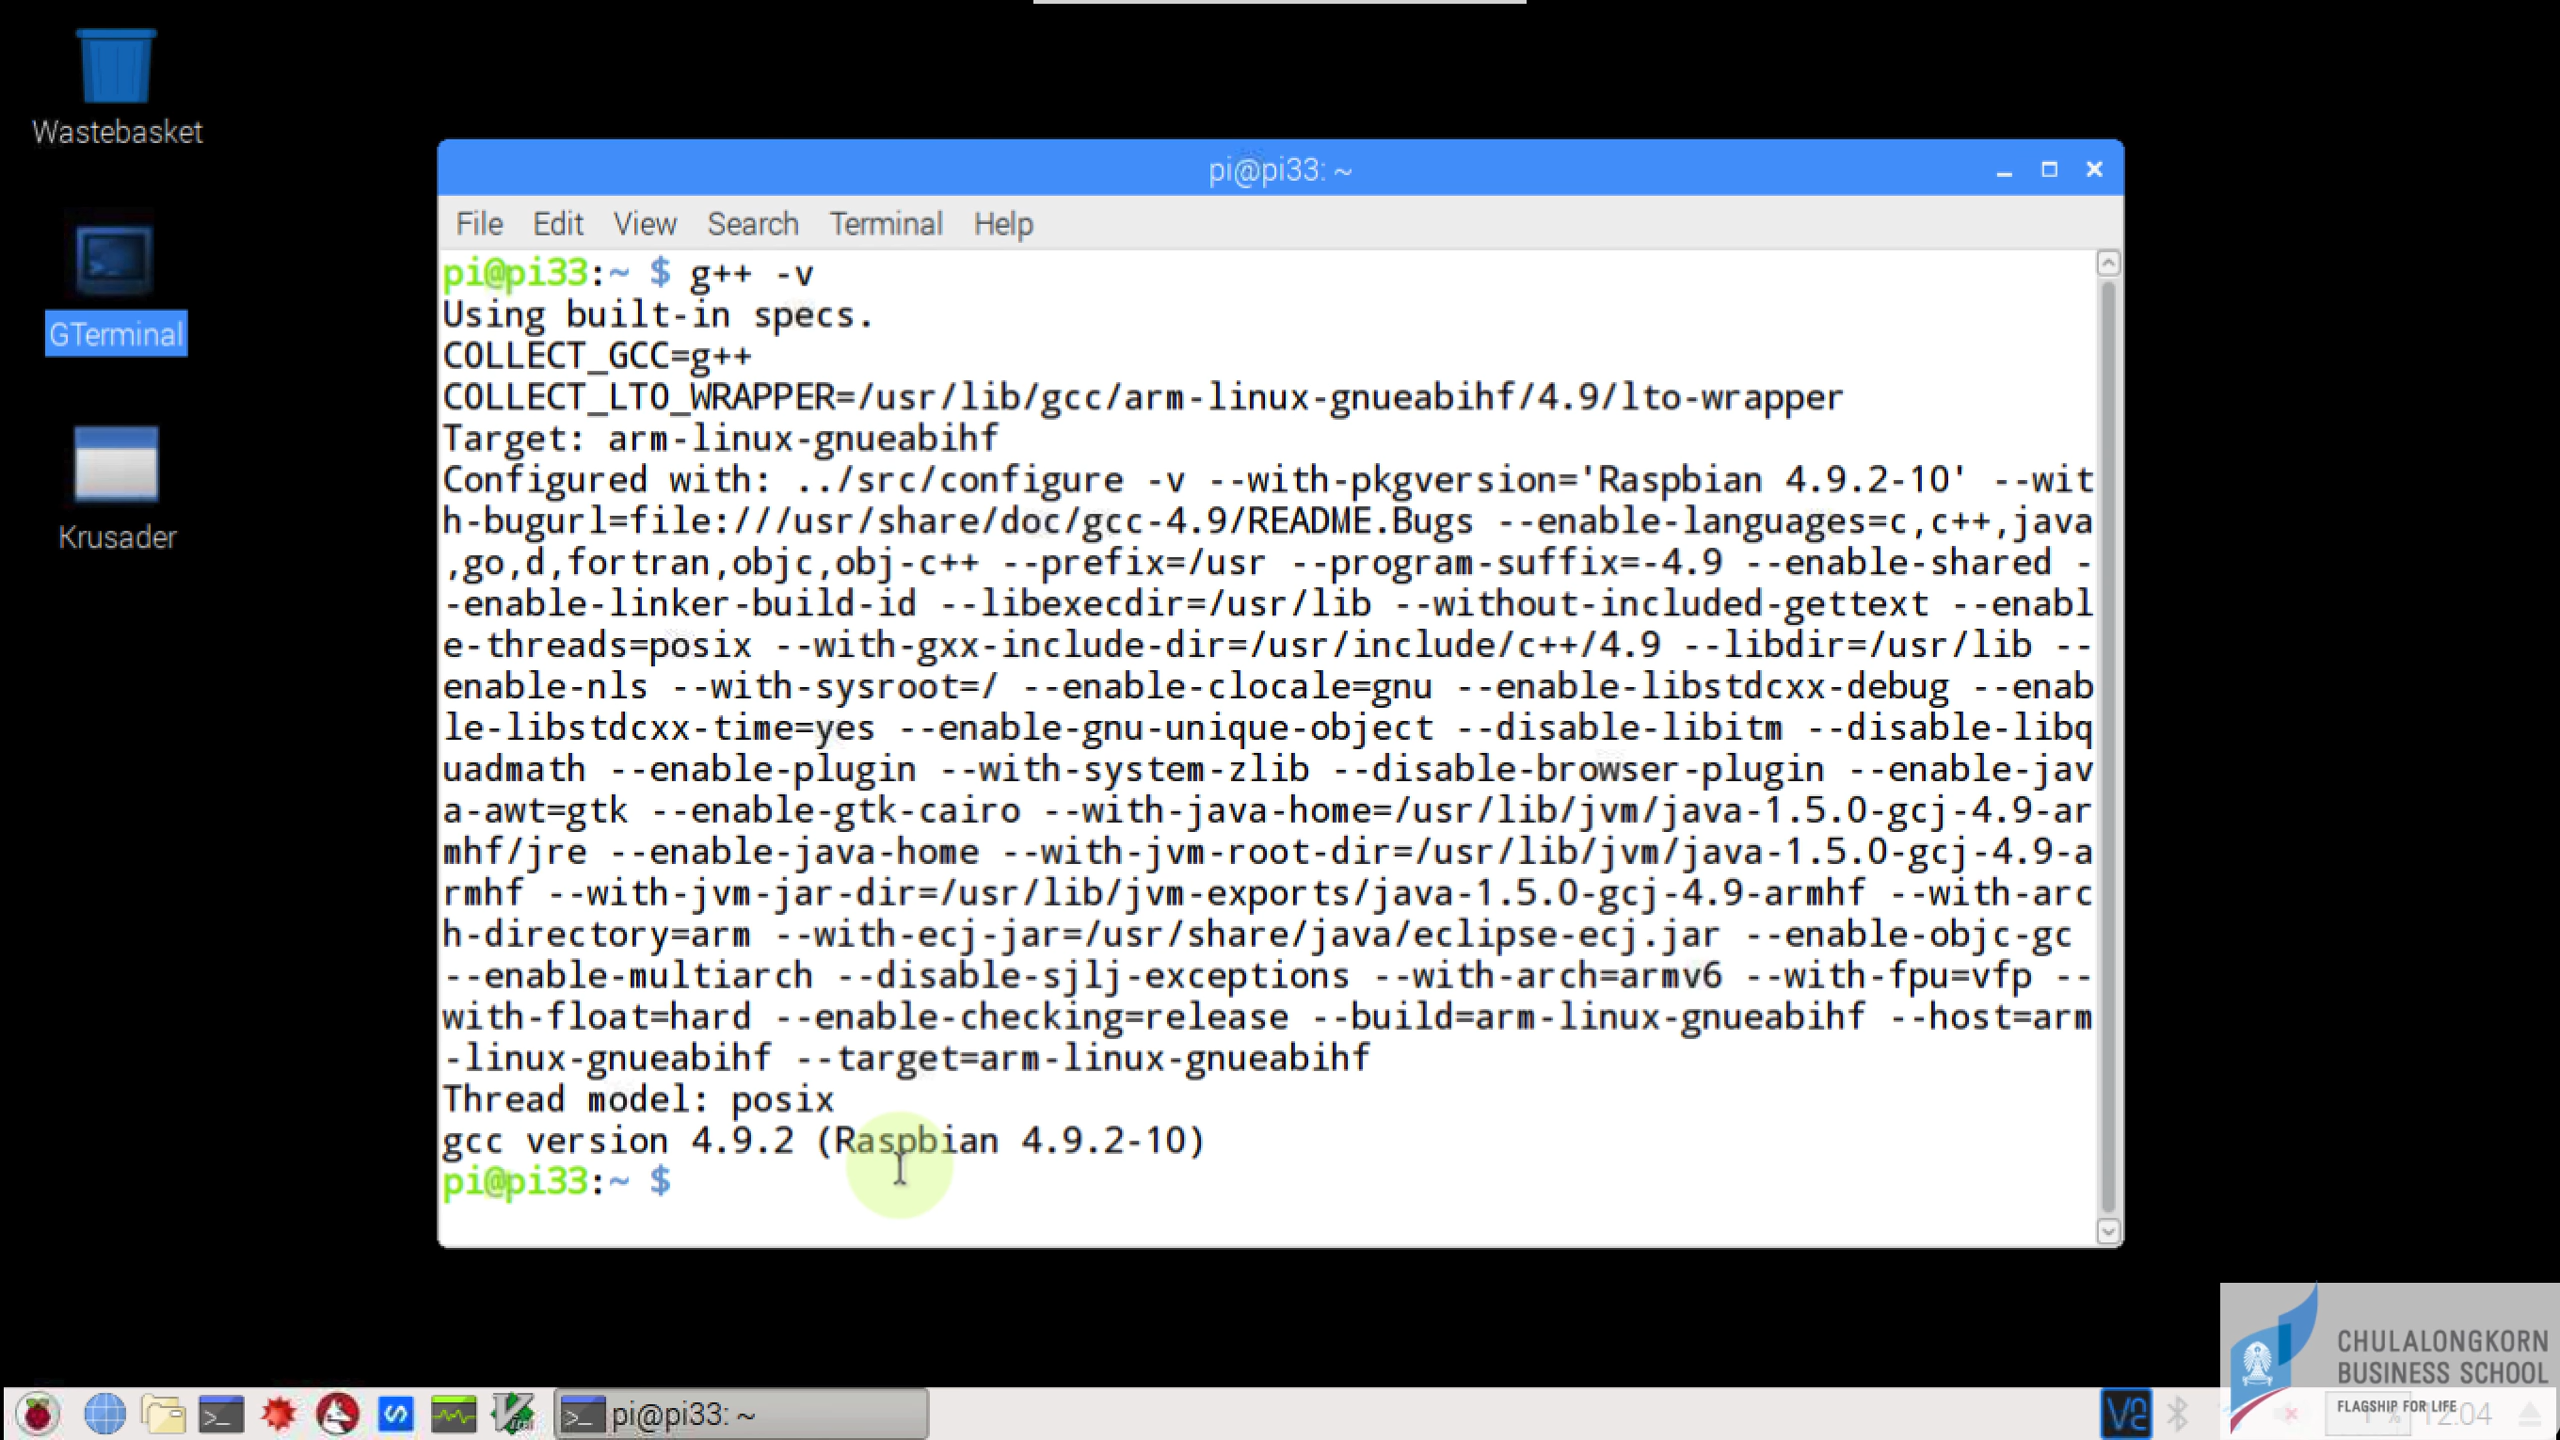 Wastebasket
GTerminal
Krusader
pi@pi33: ~
File Edit View Search Terminal Help
pi@pi33:~ $ g++ -v
Using built-in specs.
COLLECT_GCC=g++
COLLECT_LTO_WRAPPER=/usr/lib/gcc/arm-linux-gnueabihf/4.9/lto-wrapper
Target: arm-linux-gnueabihf
Configured with: ../src/configure -v --with-pkgversion='Raspbian 4.9.2-10' --wit
h-bugurl=file:///usr/share/doc/gcc-4.9/README.Bugs --enable-languages=c,c++,java
,go,d,fortran,objc,obj-c++ --prefix=/usr --program-suffix=-4.9 --enable-shared -
-enable-linker-build-id --libexecdir=/usr/lib --without-included-gettext --enabl
e-threads=posix --with-gxx-include-dir=/usr/include/c++/4.9 --libdir=/usr/lib --
enable-nls --with-sysroot=/ --enable-clocale=gnu --enable-libstdcxx-debug --enab
le-libstdcxx-time=yes --enable-gnu-unique-object --disable-libitm --disable-libq
uadmath --enable-plugin --with-system-zlib --disable-browser-plugin --enable-jav
a-awt=gtk --enable-gtk-cairo --with-java-home=/usr/lib/jvm/java-1.5.0-gcj-4.9-ar
mhf/jre --enable-java-home --with-jvm-root-dir=/usr/lib/jvm/java-1.5.0-gcj-4.9-a
rmhf --with-jvm-jar-dir=/usr/lib/jvm-exports/java-1.5.0-gcj-4.9-armhf --with-arc
h-directory=arm --with-ecj-jar=/usr/share/java/eclipse-ecj.jar --enable-objc-gc
--enable-multiarch --disable-sjlj-exceptions --with-arch=armv6 --with-fpu=vfp --
with-float=hard --enable-checking=release --build=arm-linux-gnueabihf --host=arm
-linux-gnueabihf --target=arm-linux-gnueabihf
Thread model: posix
gcc version 4.9.2 (Raspbian 4.9.2-10)
pi@pi33:~ $
CHULALONGKORN
BUSINESS SCHOOL
FLAGSHIP FOR LIFE
pi@pi33: ~
12:04